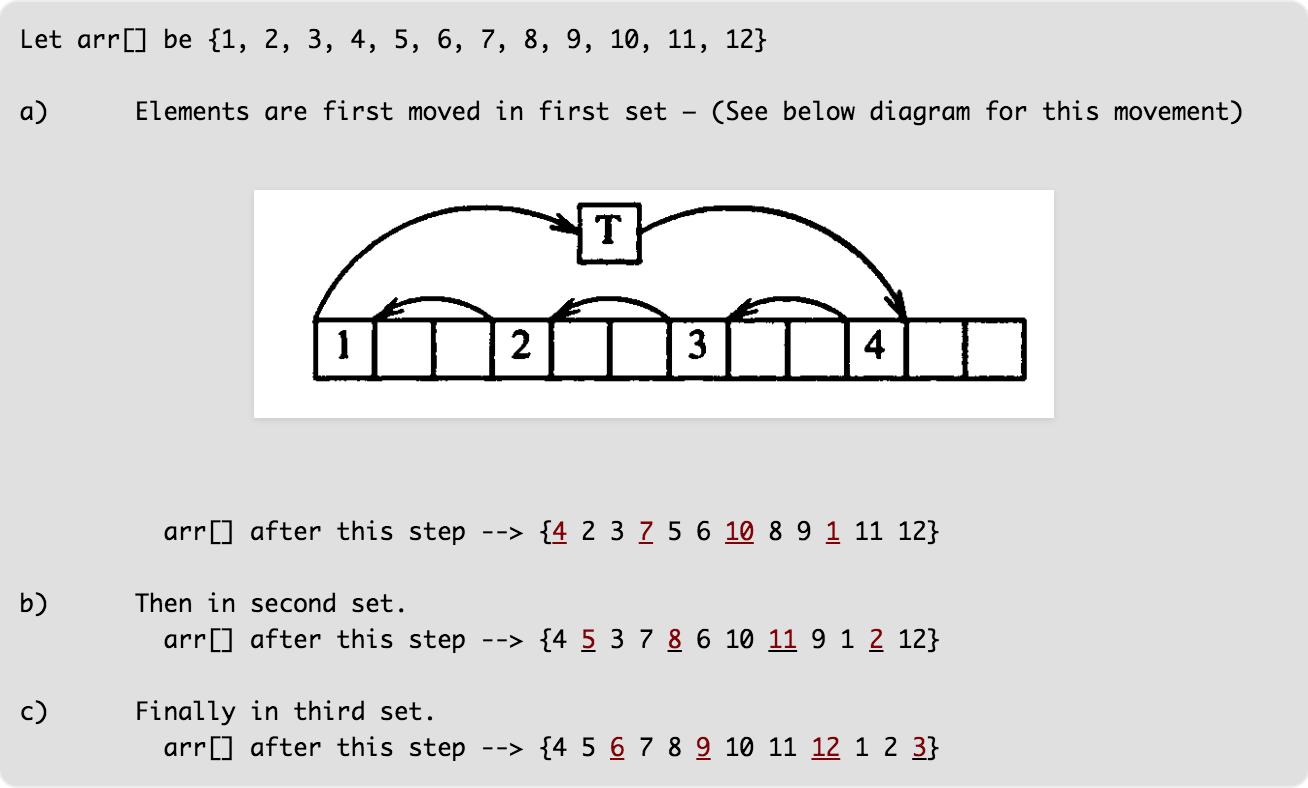 Let arr[] be {1, 2, 3, 4, 5, 6, 7, 8, 9, 10, 11, 12}
a) Elements are first moved in first set – (See below diagram for this movement)
T
1 2 3 4
arr[] after this step --> {4 2 3 7 5 6 10 8 9 1 11 12}
b) Then in second set.
arr[] after this step --> {4 5 3 7 8 6 10 11 9 1 2 12}
c) Finally in third set.
arr[] after this step --> {4 5 6 7 8 9 10 11 12 1 2 3}